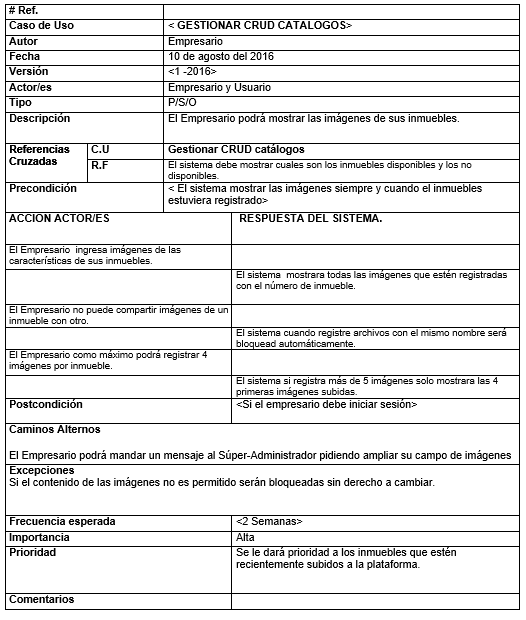 # Ref.
Caso de Uso < GESTIONAR CRUD CATALOGOS>
Autor Empresario
Fecha 10 de agosto del 2016
Versión <1 -2016>
Actor/es Empresario y Usuario
Tipo P/S/O
Descripción El Empresario podrá mostrar las imágenes de sus inmuebles.
Referencias Cruzadas C.U Gestionar CRUD catálogos
R.F El sistema debe mostrar cuales son los inmuebles disponibles y los no
disponibles.
Precondición < El sistema mostrar las imágenes siempre y cuando el inmuebles
estuviera registrado>
ACCION ACTOR/ES RESPUESTA DEL SISTEMA.
El Empresario ingresa imágenes de las
características de sus inmuebles.
El sistema mostrara todas las imágenes que estén registradas
con el número de inmueble.
El Empresario no puede compartir imágenes de un
inmueble con otro.
El sistema cuando registre archivos con el mismo nombre será
bloquead automáticamente.
El Empresario como máximo podrá registrar 4
imágenes por inmueble.
El sistema si registra más de 5 imágenes solo mostrara las 4
primeras imágenes subidas.
Postcondición <Si el empresario debe iniciar sesión>
Caminos Alternos
El Empresario podrá mandar un mensaje al Súper-Administrador pidiendo ampliar su campo de imágenes
Excepciones
Si el contenido de las imágenes no es permitido serán bloqueadas sin derecho a cambiar.
Frecuencia esperada <2 Semanas>
Importancia Alta
Prioridad Se le dará prioridad a los inmuebles que estén
recientemente subidos a la plataforma.
Comentarios